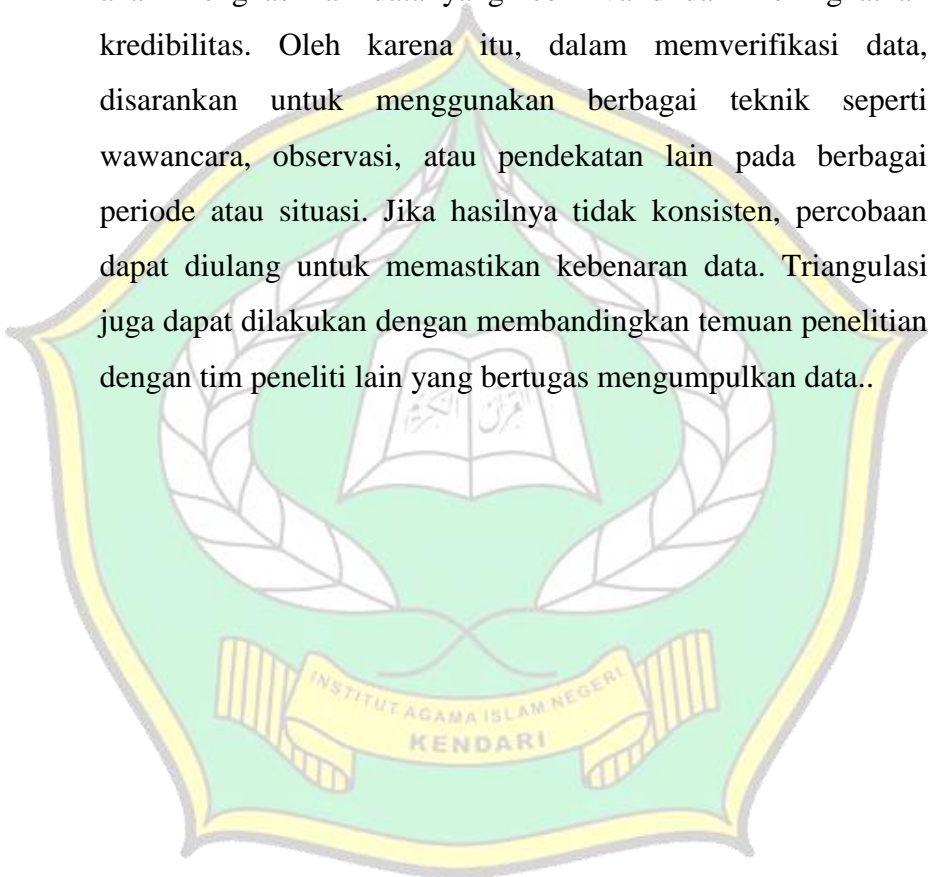 kredibilitas. Oleh karena itu, dalam memverifikasi data,
disarankan untuk menggunakan berbagai teknik seperti
wawancara, observasi, atau pendekatan lain pada berbagai
periode atau situasi. Jika hasilnya tidak konsisten, percobaan
dapat diulang untuk memastikan kebenaran data. Triangulasi
juga dapat dilakukan dengan membandingkan temuan penelitian
dengan tim peneliti lain yang bertugas mengumpulkan data..
القرآن الكريم
INSTITUT AGAMA ISLAM NEGERI
KENDARI